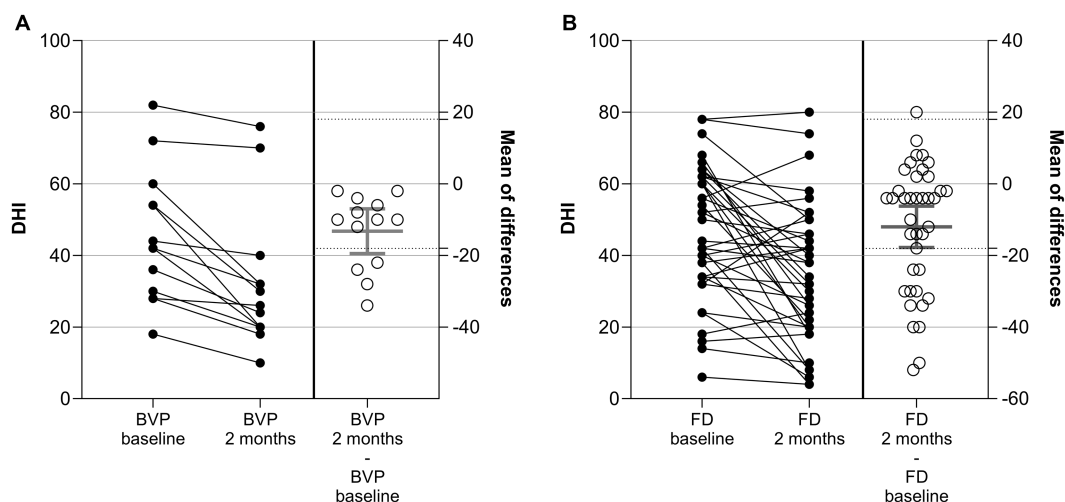 A
100
80
60
40
20
0
DHI
40
20
0
-20
-40
Mean of differences
BVP
baseline
BVP
2 months
BVP
2 months
-
BVP
baseline
B
100
80
60
40
20
0
DHI
40
20
0
-20
-40
-60
Mean of differences
FD
baseline
FD
2 months
FD
2 months
-
FD
baseline